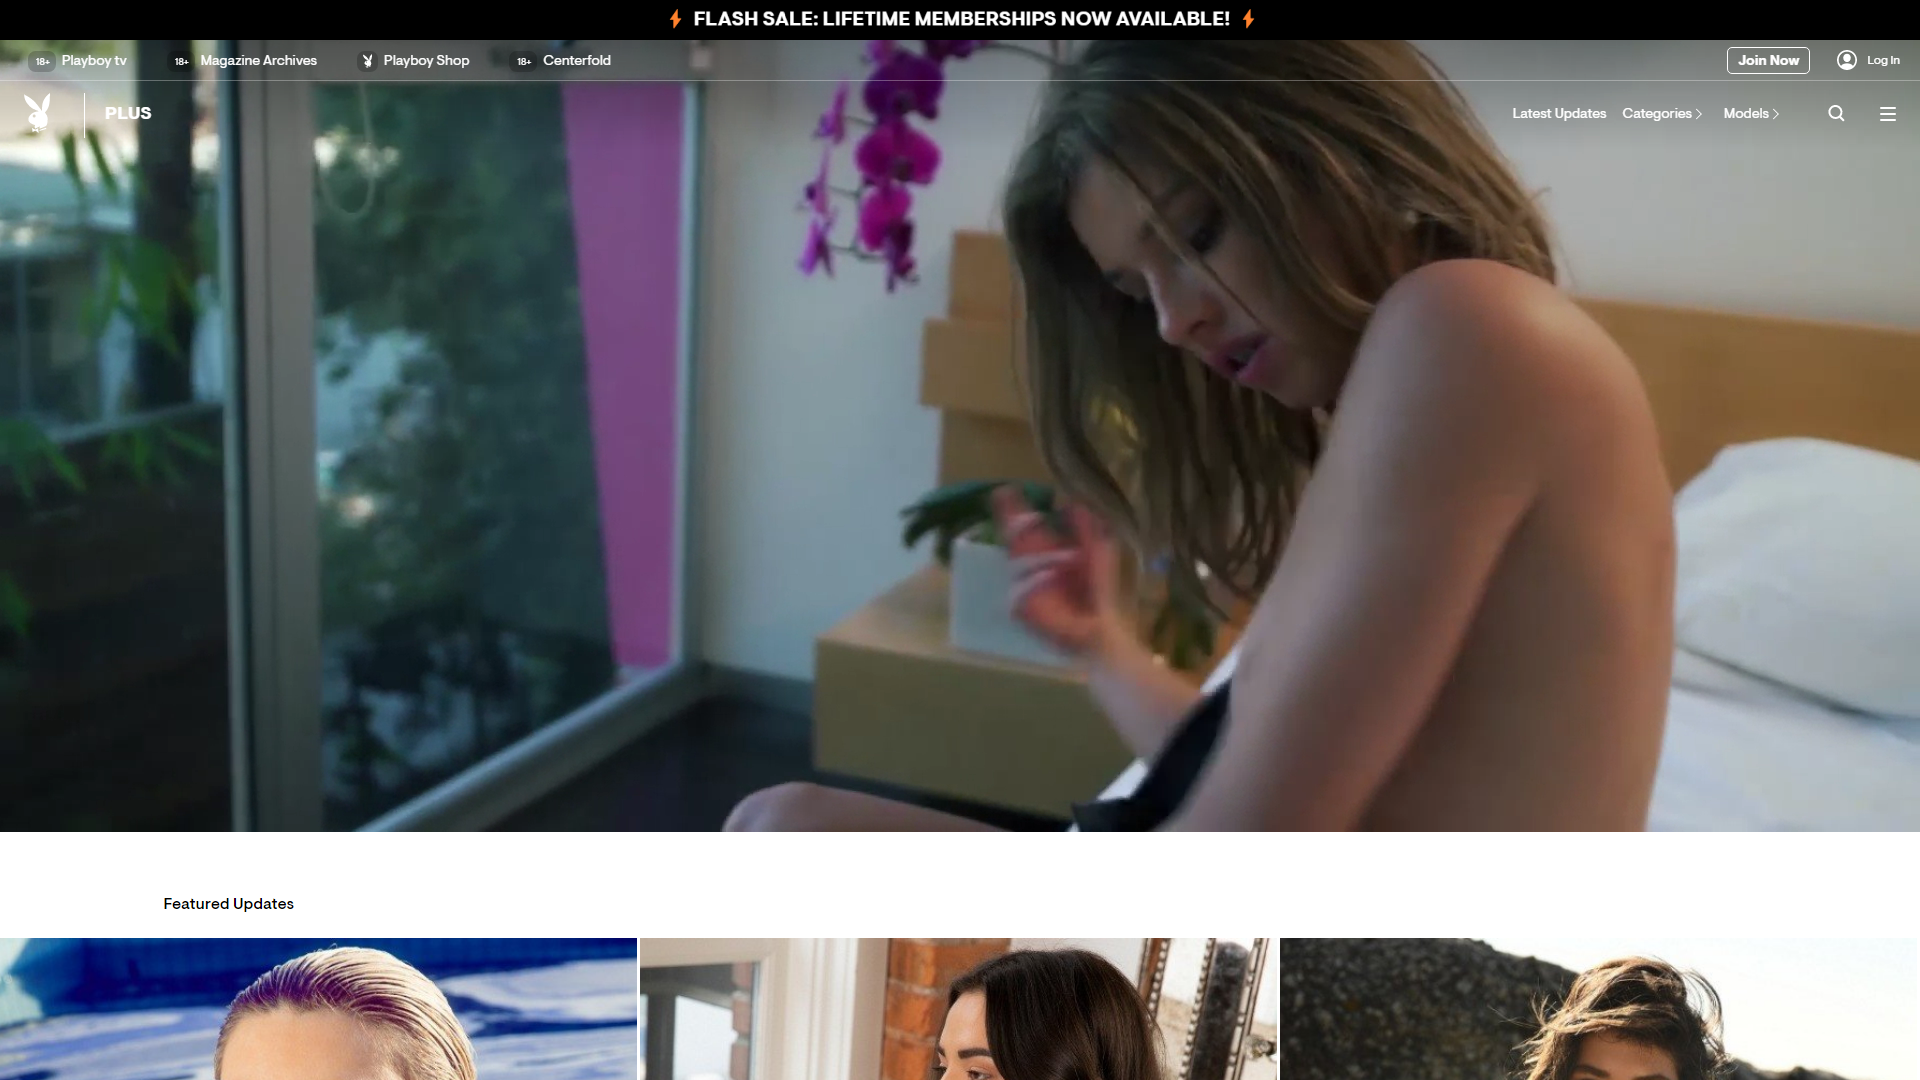 FLASH SALE: LIFETIME MEMBERSHIPS NOW AVAILABLE!
18+ Playboy tv 18+ Magazine Archives Playboy Shop 18+ Centerfold Join Now Log In
PLUS Latest Updates Categories Models
Featured Updates